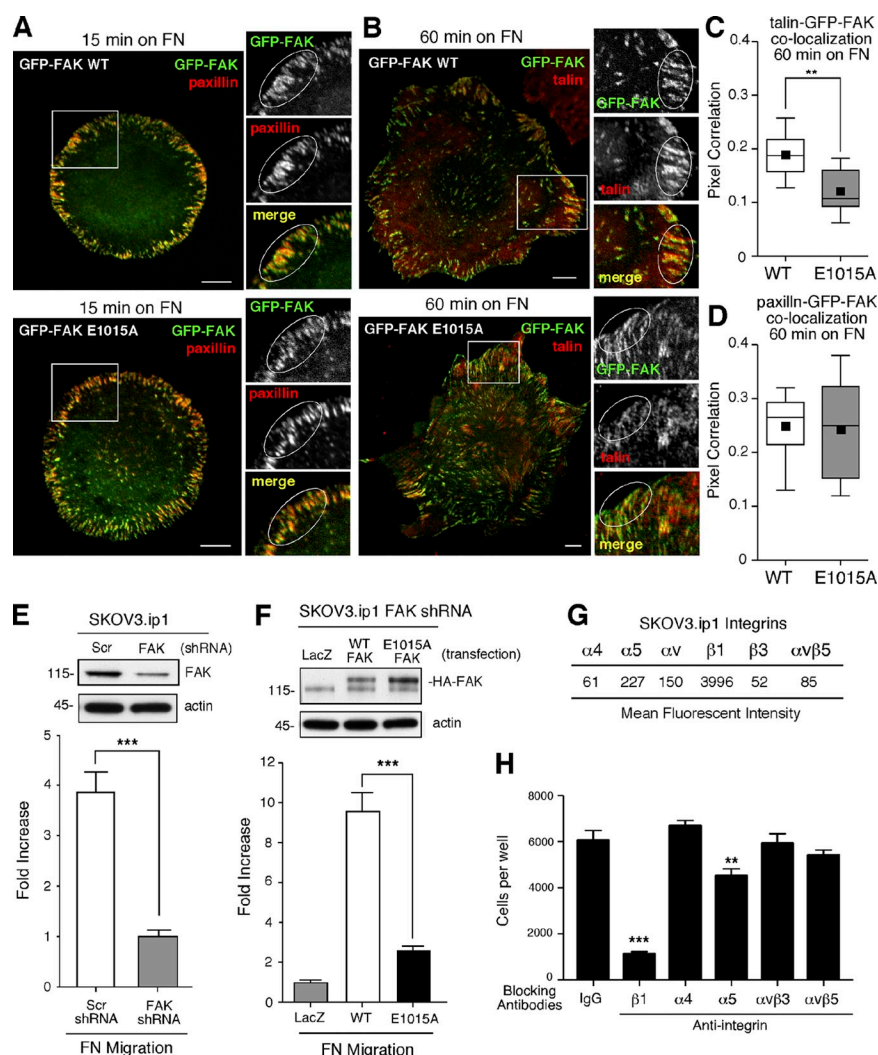 A
15 min on FN
GFP-FAK WT
GFP-FAK
paxillin
GFP-FAK
paxillin
merge
15 min on FN
GFP-FAK E1015A
GFP-FAK
paxillin
GFP-FAK
paxillin
merge
B
60 min on FN
GFP-FAK WT
GFP-FAK
talin
GFP-FAK
talin
merge
60 min on FN
GFP-FAK E1015A
GFP-FAK
talin
GFP-FAK
talin
merge
C
talin-GFP-FAK
co-localization
60 min on FN
**
Pixel Correlation
0.4
0.3
0.2
0.1
0
WT E1015A
D
paxilln-GFP-FAK
co-localization
60 min on FN
Pixel Correlation
0.4
0.3
0.2
0.1
0
WT E1015A
E
SKOV3.ip1
Scr FAK (shRNA)
115- FAK
45- actin
***
Fold Increase
5
4
3
2
1
0
Scr shRNA
FAK shRNA
FN Migration
F
SKOV3.ip1 FAK shRNA
LacZ WT FAK E1015A FAK (transfection)
115- -HA-FAK
45- actin
***
Fold Increase
12
10
8
6
4
2
0
LacZ WT E1015A
FN Migration
G
SKOV3.ip1 Integrins
α4 α5 αv β1 β3 αvβ5
61 227 150 3996 52 85
Mean Fluorescent Intensity
H
Cells per well
8000
6000
4000
2000
0
***
**
Blocking Antibodies
IgG β1 α4 α5 αvβ3 αvβ5
Anti-integrin